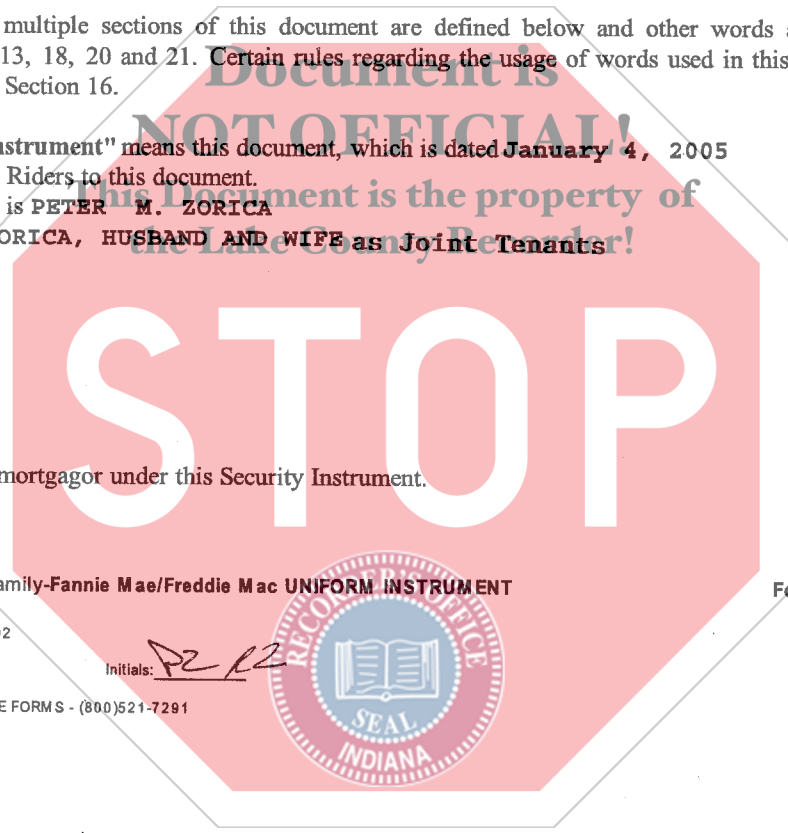 multiple sections of this document are defined below and other words
13, 18, 20 and 21. Certain rules regarding the usage of words used in this
Section 16.
Document is
NOT OFFICIAL!
This Document is the property of
the Lake County Recorder!
strument" means this document, which is dated January 4, 2005
Riders to this document.
is PETER M. ZORICA
ORICA, HUSBAND AND WIFE as Joint Tenants
STOP
mortgagor under this Security Instrument.
amily-Fannie Mae/Freddie Mac UNIFORM INSTRUMENT
Initials: PZ RZ
E FORMS - (800)521-7291
RECORDER'S OFFICE
SEAL
INDIANA